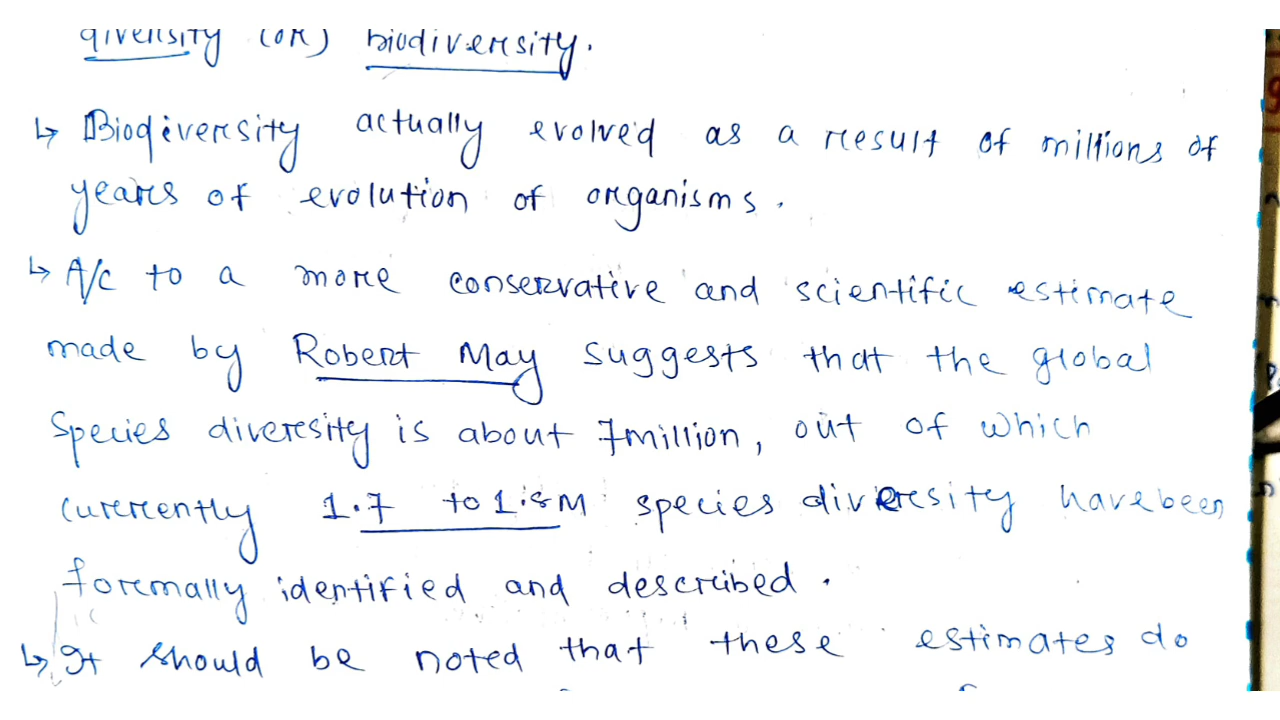 diversity (or) biodiversity.
↳ Biodiversity actually evolved as a result of millions of
years of evolution of organisms.
↳ A/c to a more conservative and scientific estimate
made by Robert May suggests that the global
Species diversity is about 7million, out of which
currently 1.7 to 1.8M species diversity have been
formally identified and described.
↳ It should be noted that these estimates do